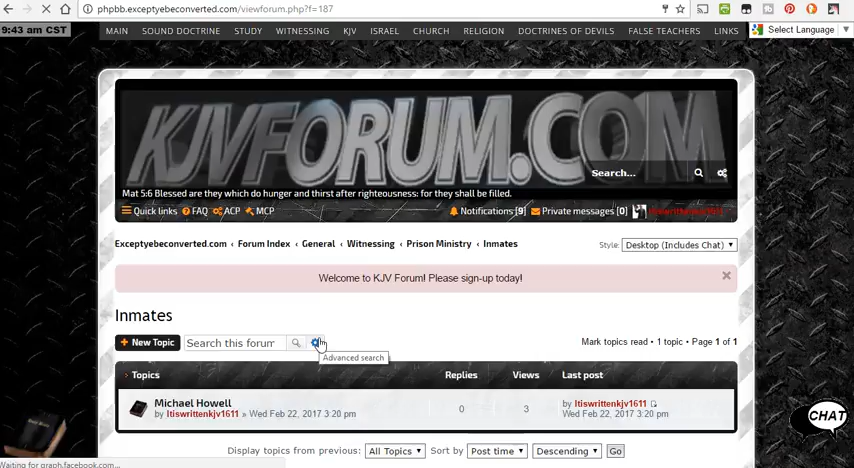 phpbb.exceptyebeconverted.com/viewforum.php?f=187
9:43 am CST
MAIN SOUND DOCTRINE STUDY WITNESSING KJV ISRAEL CHURCH RELIGION DOCTRINES OF DEVILS FALSE TEACHERS LINKS
Select Language
KJVFORUM.COM
Search...
Mat 5:6 Blessed are they which do hunger and thirst after righteousness: for they shall be filled.
Quick links FAQ ACP MCP Notifications [9] Private messages [0]
Exceptyebeconverted.com ‹ Forum Index ‹ General ‹ Witnessing ‹ Prison Ministry ‹ Inmates Style: Desktop (Includes Chat)
Welcome to KJV Forum! Please sign-up today!
Inmates
New Topic Search this forum Mark topics read • 1 topic • Page 1 of 1
Advanced search
Topics Replies Views Last post
Michael Howell
by Itiswrittenkjv1611 » Wed Feb 22, 2017 3:20 pm
0 3
by Itiswrittenkjv1611
Wed Feb 22, 2017 3:20 pm
CHAT
Display topics from previous: All Topics Sort by Post time Descending Go
Waiting for graph.facebook.com...